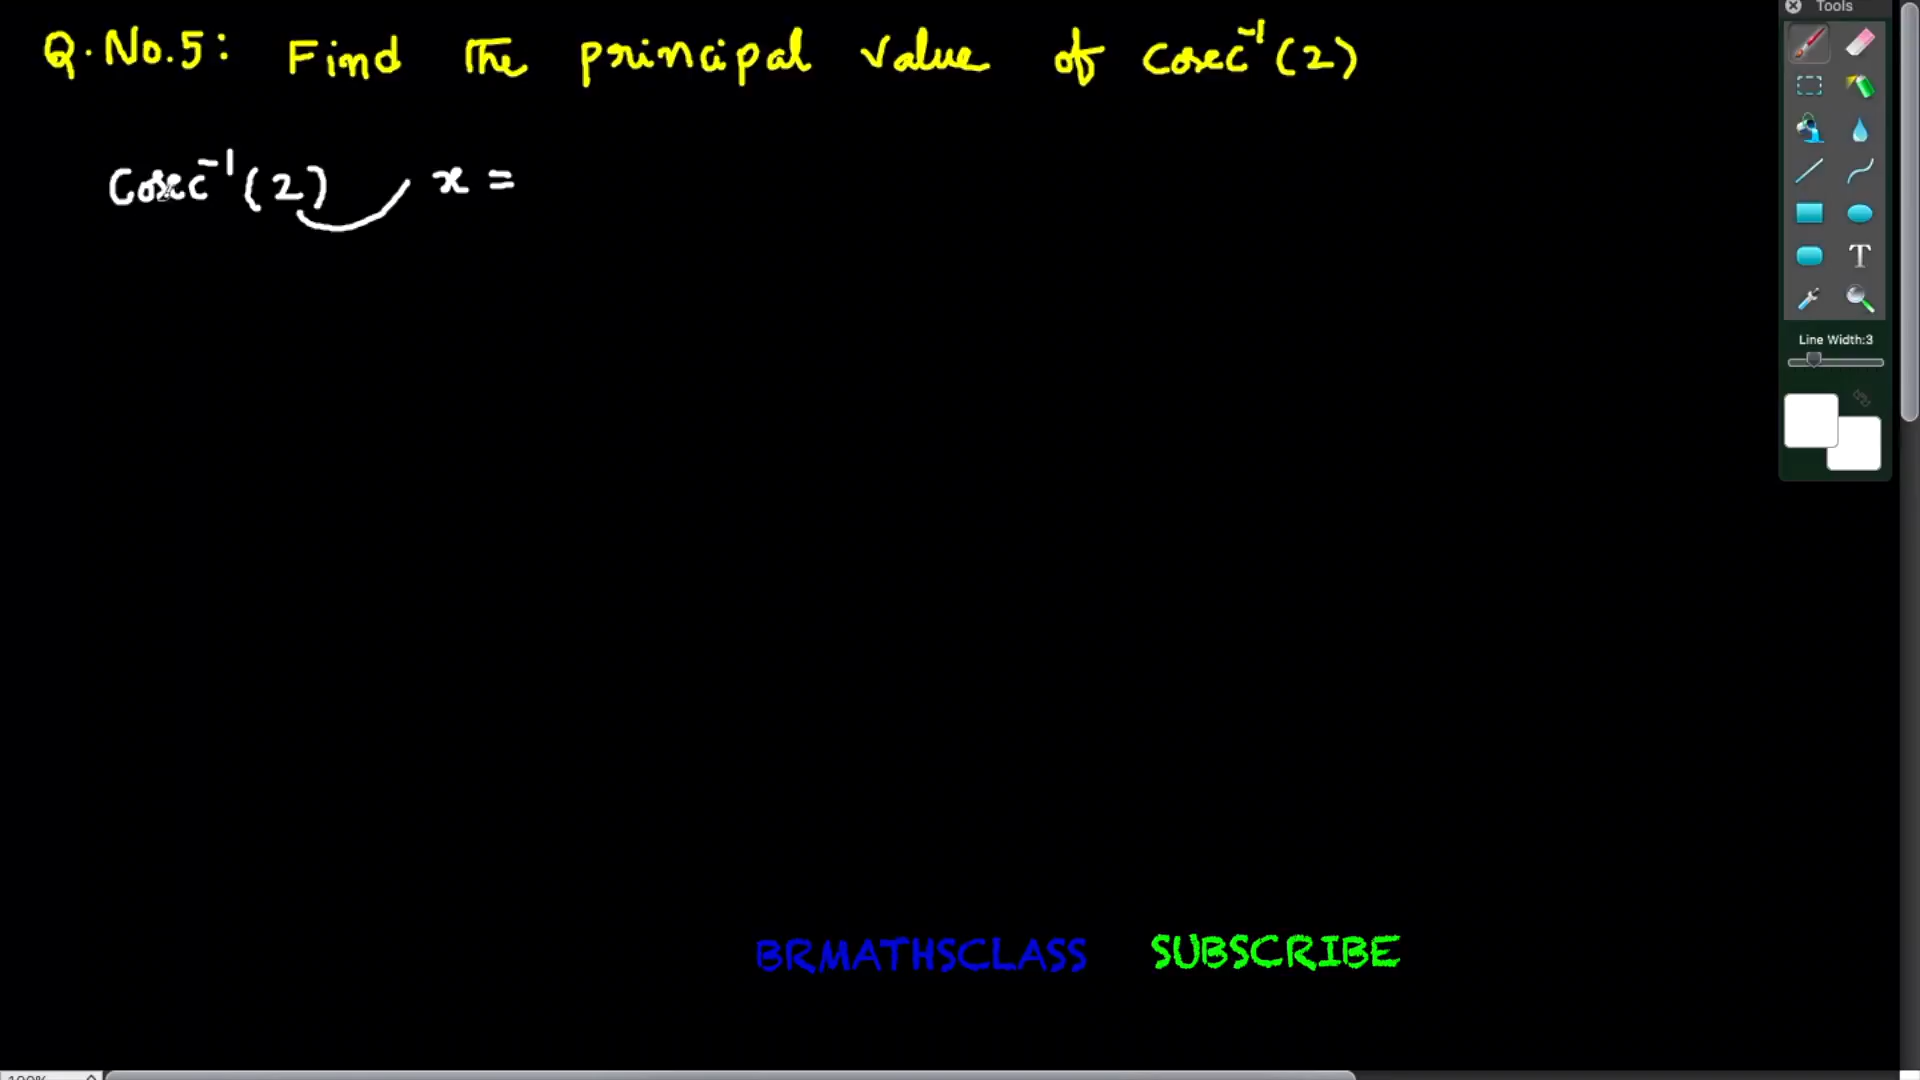 Tools
Q. No. 5: Find the principal value of Cosec⁻¹(2)
Cosec⁻¹(2) x =
Line Width:3
BRMATHSCLASS SUBSCRIBE
100%